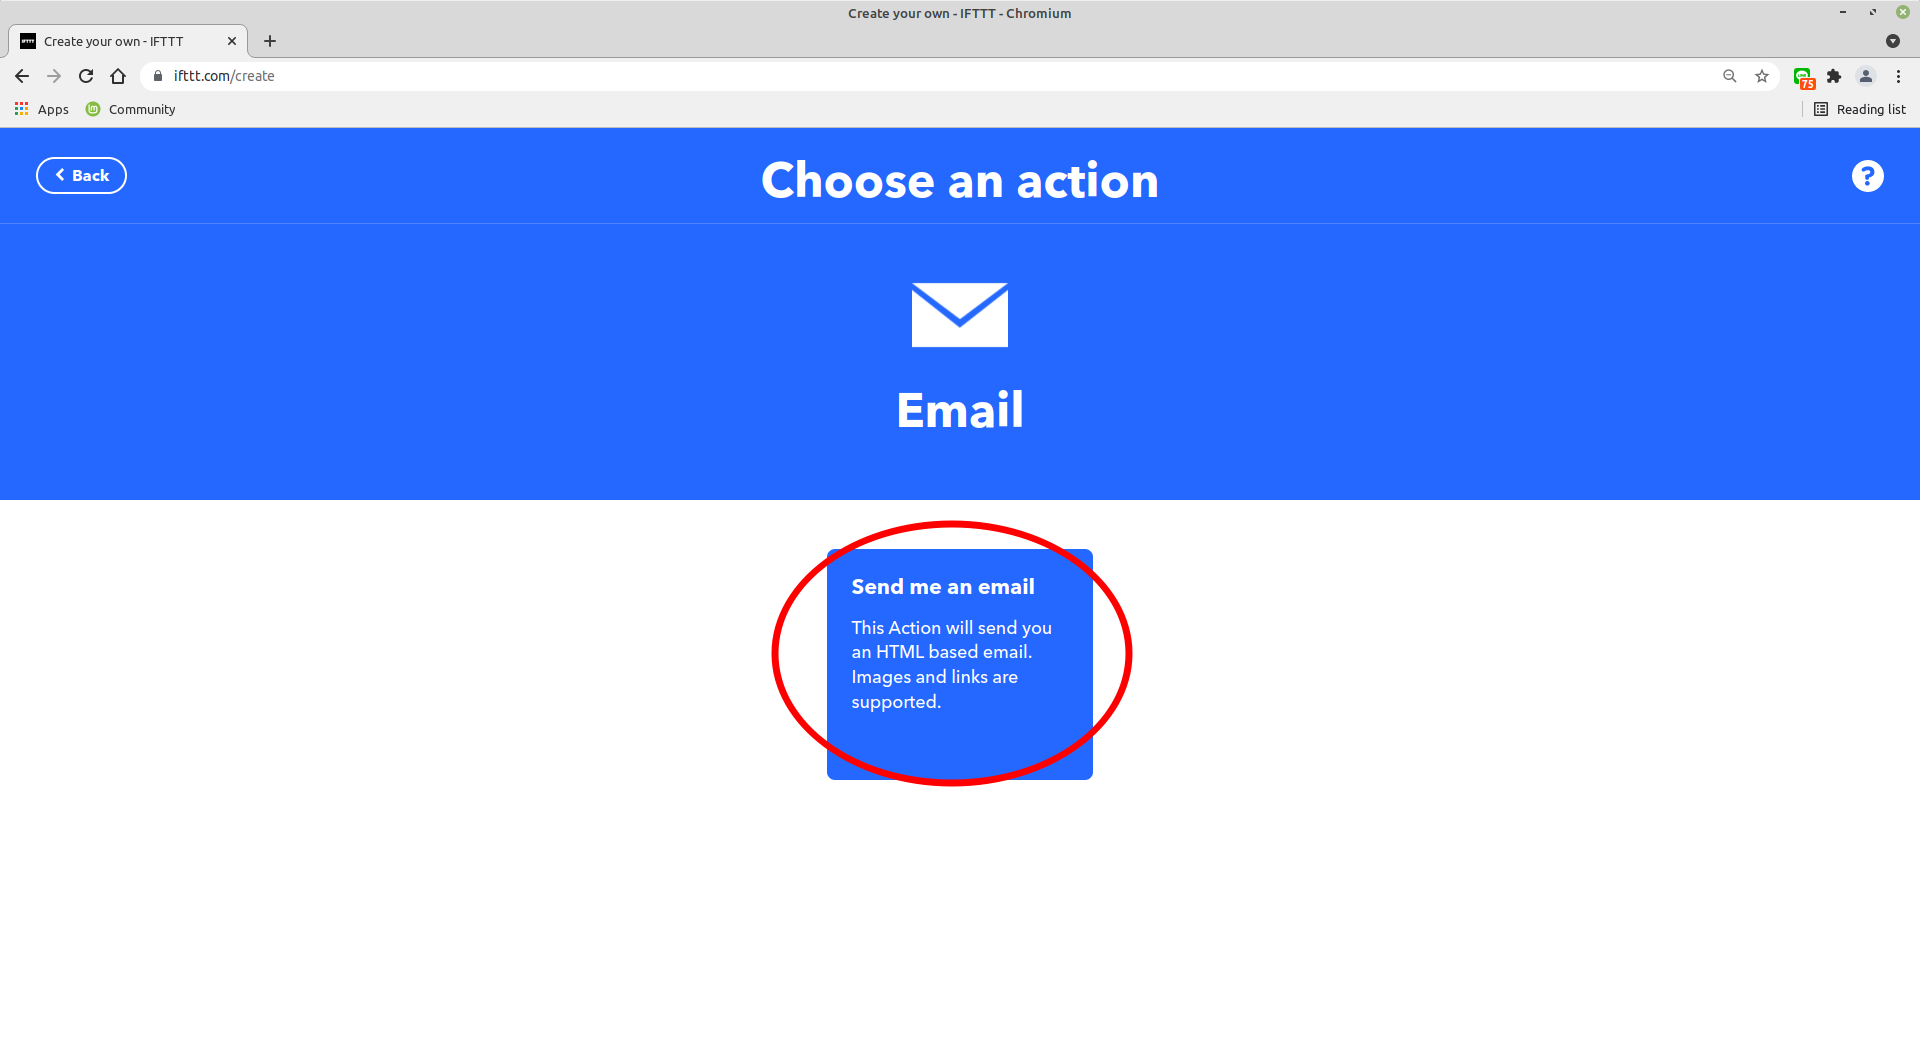 Create your own - IFTTT - Chromium
IFTTT Create your own - IFTTT
ifttt.com/create
75
Apps Community Reading list
Back Choose an action ?
Email
Send me an email
This Action will send you
an HTML based email.
Images and links are
supported.